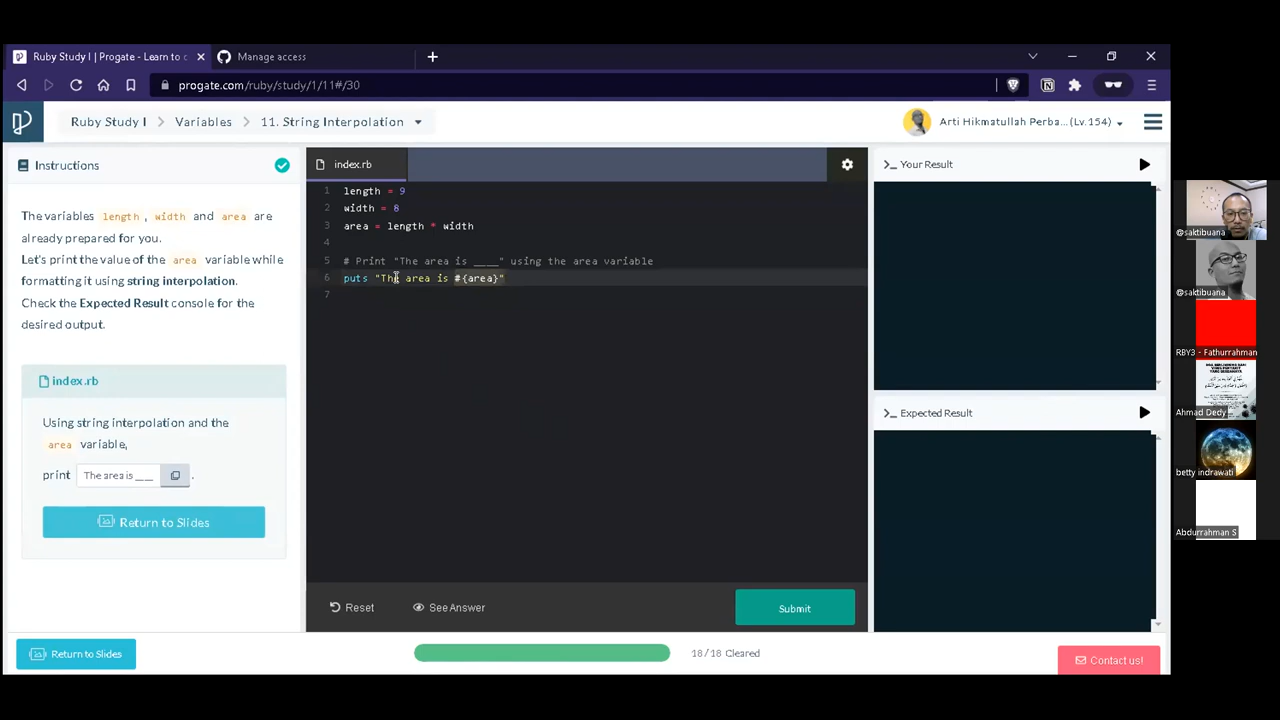 Ruby Study I | Progate - Learn to c
Manage access
progate.com/ruby/study/1/11#/30
Ruby Study I
Variables
11. String Interpolation
Arti Hikmatullah Perba...(Lv.154)
Instructions
The variables length , width and area are
already prepared for you.
Let's print the value of the area variable while
formatting it using string interpolation.
Check the Expected Result console for the
desired output.
index.rb
Using string interpolation and the
area variable,
print The area is ____ .
Return to Slides
index.rb
1 length = 9
2 width = 8
3 area = length * width
4
5 # Print "The area is ____" using the area variable
6 puts "The area is #{area}"
7
Reset
See Answer
Submit
>_ Your Result
>_ Expected Result
Return to Slides
18/18 Cleared
Contact us!
@saktibuana
@saktibuana
RBY3 - Fathurrahman
Ahmad Dedy
betty indrawati
Abdurrahman S